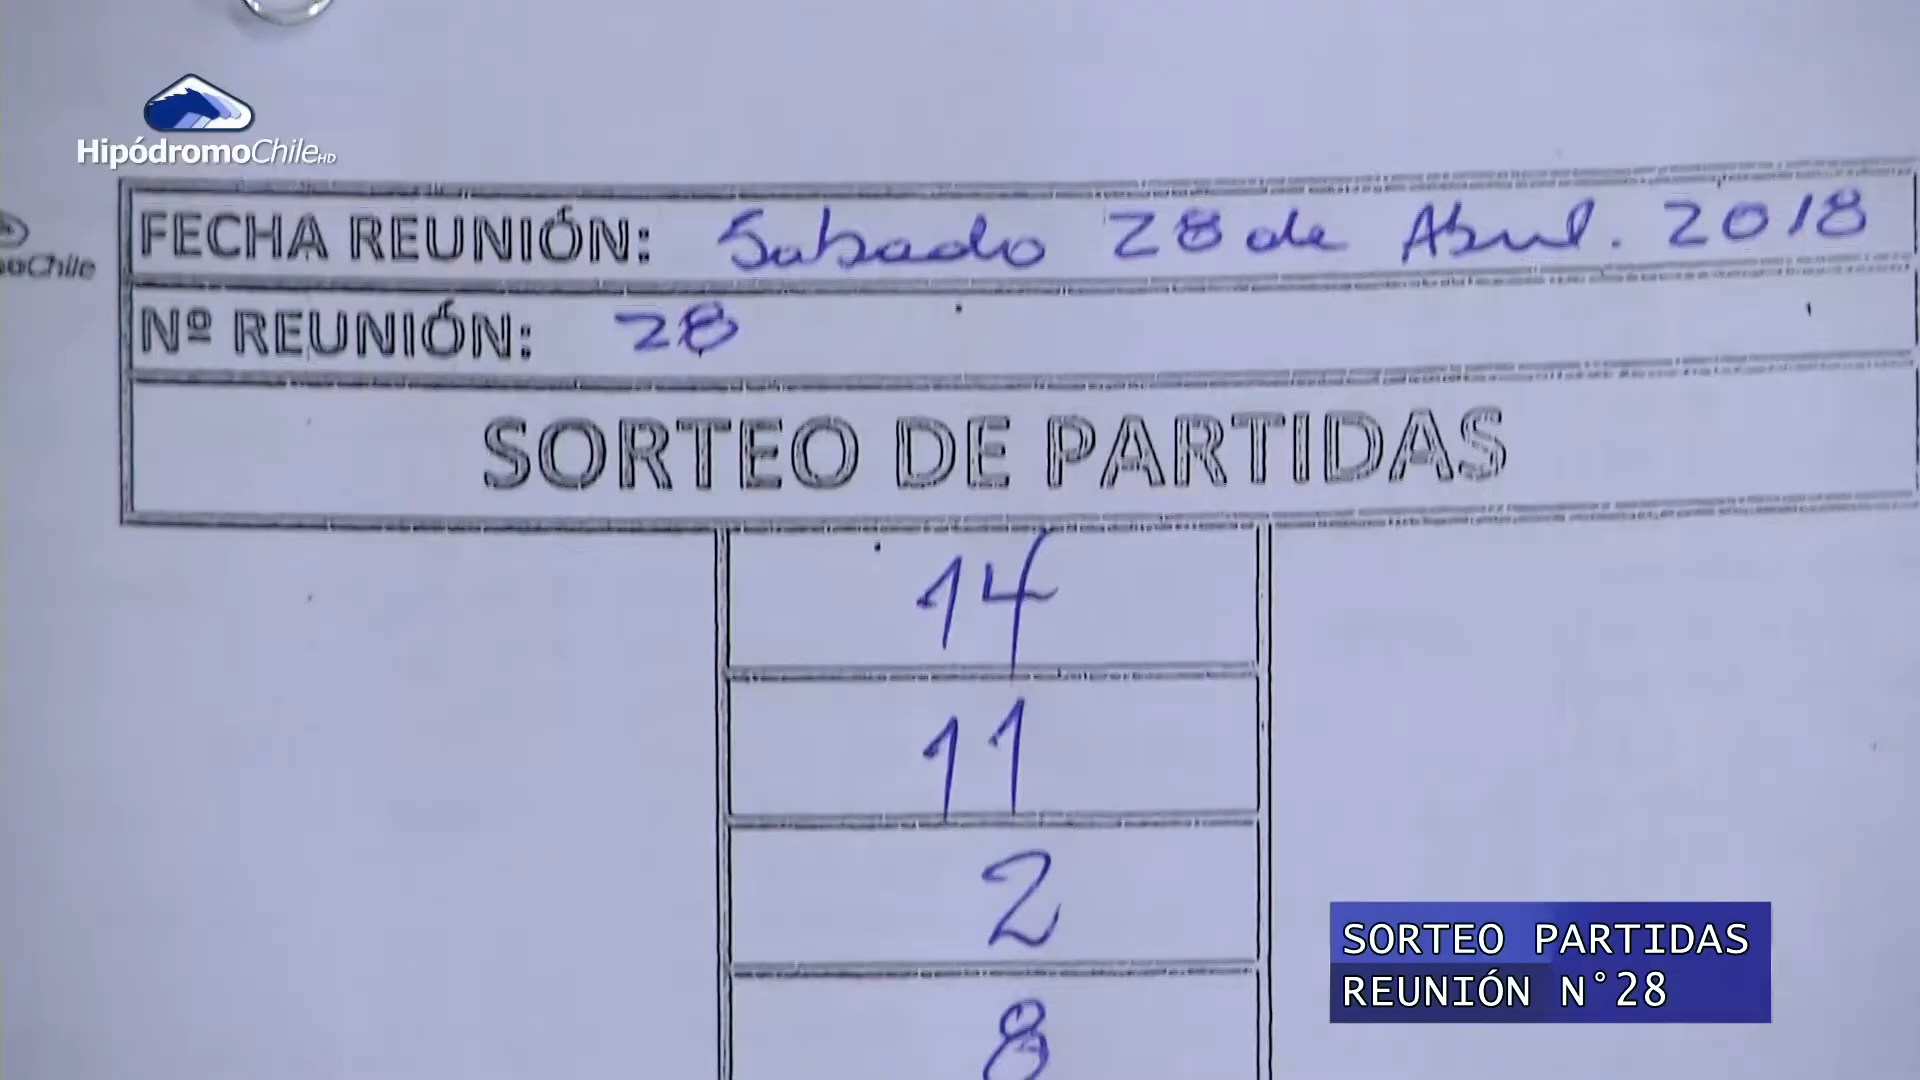 HipódromoChile HD
FECHA REUNIÓN: Sabado 28 de Abril. 2018
oChile
Nº REUNIÓN: 28
SORTEO DE PARTIDAS
14
11
2
8
SORTEO PARTIDAS
REUNIÓN N°28